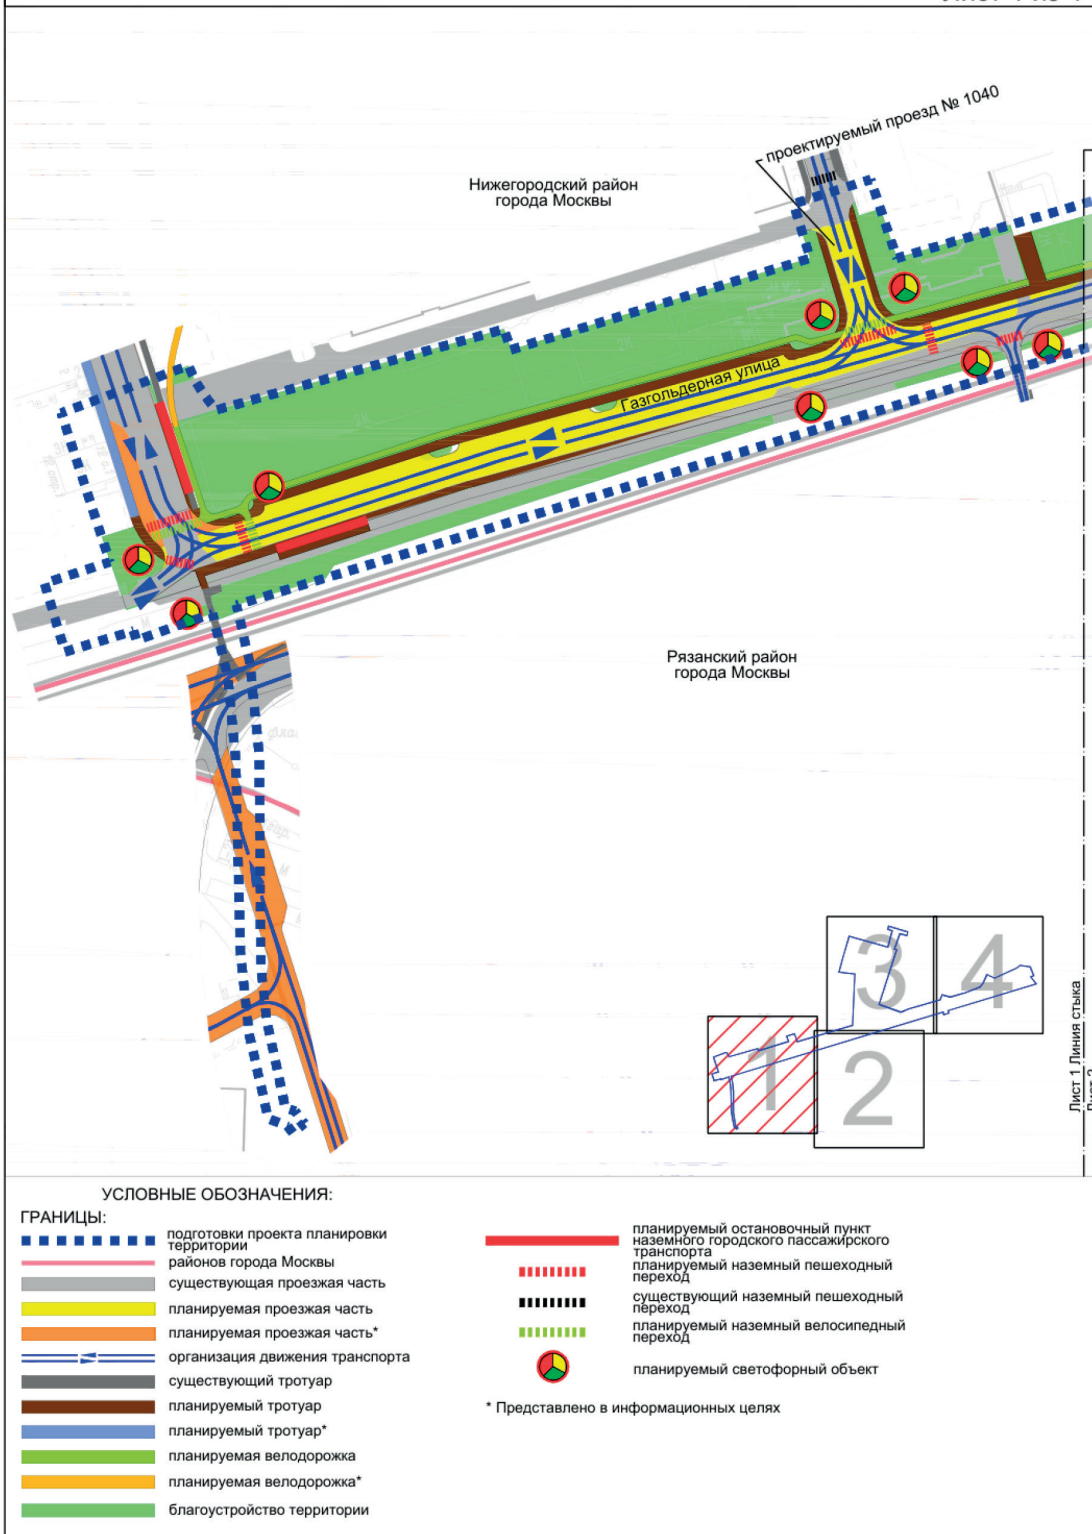 проектируемый проезд № 1040
Нижегородский район
города Москвы
Газгольдерная улица
Рязанский район
города Москвы
3
4
1
2
Лист 1 Линия стыка
УСЛОВНЫЕ ОБОЗНАЧЕНИЯ:
ГРАНИЦЫ:
подготовки проекта планировки
территории
районов города Москвы
существующая проезжая часть
планируемая проезжая часть
планируемая проезжая часть*
организация движения транспорта
существующий тротуар
планируемый тротуар
планируемый тротуар*
планируемая велодорожка
планируемая велодорожка*
благоустройство территории
планируемый остановочный пункт
наземного городского пассажирского
транспорта
планируемый наземный пешеходный
переход
существующий наземный пешеходный
переход
планируемый наземный велосипедный
переход
планируемый светофорный объект
* Представлено в информационных целях